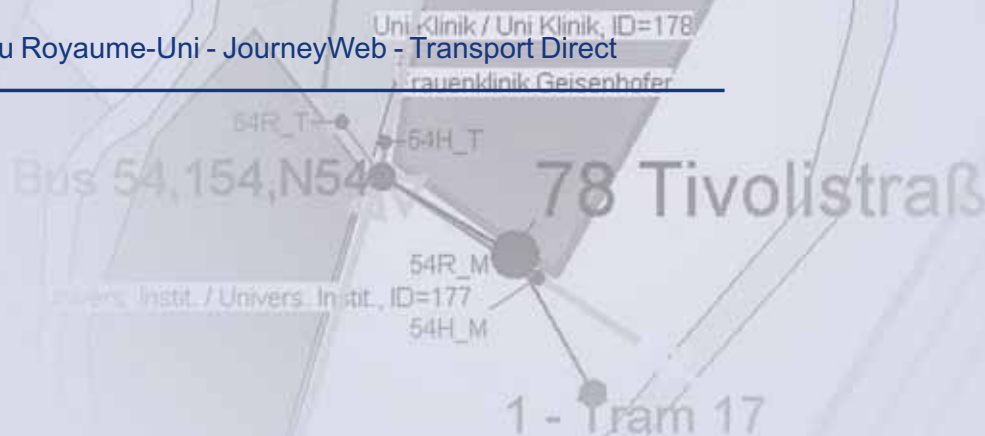 Uni Klinik / Uni Klinik, ID=178
u Royaume-Uni - JourneyWeb - Transport Direct
rauenklinik Geisenhofer
54R_T
54H_T
Bus 54,154,N54
78 Tivolistraß
54R_M
Instit. / Univers. Instit., ID=177
54H_M
1 - Tram 17